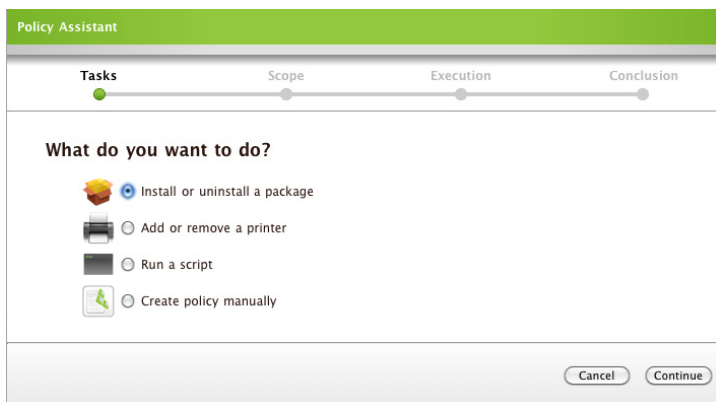 Policy Assistant
Tasks Scope Execution Conclusion
What do you want to do?
Install or uninstall a package
Add or remove a printer
Run a script
Create policy manually
Cancel Continue